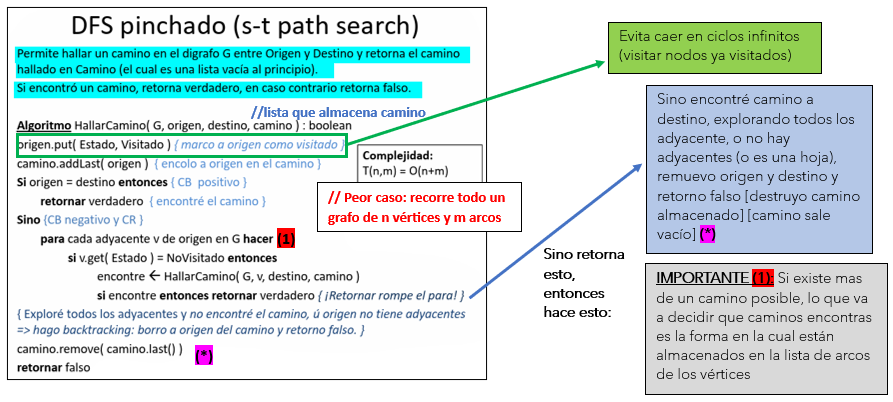 DFS pinchado (s-t path search)
Permite hallar un camino en el digrafo G entre Origen y Destino y retorna el camino
hallado en Camino (el cual es una lista vacía al principio).
Si encontró un camino, retorna verdadero, en caso contrario retorna falso.
//lista que almacena camino
Algoritmo HallarCamino( G, origen, destino, camino ) : boolean
origen.put( Estado, Visitado ) { marco a origen como visitado }
camino.addLast( origen ) { encolo a origen en el camino }
Si origen = destino entonces { CB positivo }
retornar verdadero { encontré el camino }
Sino {CB negativo y CR }
para cada adyacente v de origen en G hacer (1)
si v.get( Estado ) = NoVisitado entonces
encontre ← HallarCamino( G, v, destino, camino )
si encontre entonces retornar verdadero { ¡Retornar rompe el para! }
{ Exploré todos los adyacentes y no encontré el camino, ú origen no tiene adyacentes
=> hago backtracking: borro a origen del camino y retorno falso. }
camino.remove( camino.last() )
(*)
retornar falso
Complejidad:
T(n,m) = O(n+m)
// Peor caso: recorre todo un
grafo de n vértices y m arcos
Evita caer en ciclos infinitos
(visitar nodos ya visitados)
Sino encontré camino a
destino, explorando todos los
adyacente, o no hay
adyacentes (o es una hoja),
remuevo origen y destino y
retorno falso [destruyo camino
almacenado] [camino sale
vacío] (*)
Sino retorna
esto,
entonces
hace esto:
IMPORTANTE (1): Si existe mas
de un camino posible, lo que va
a decidir que caminos encontras
es la forma en la cual están
almacenados en la lista de arcos
de los vértices